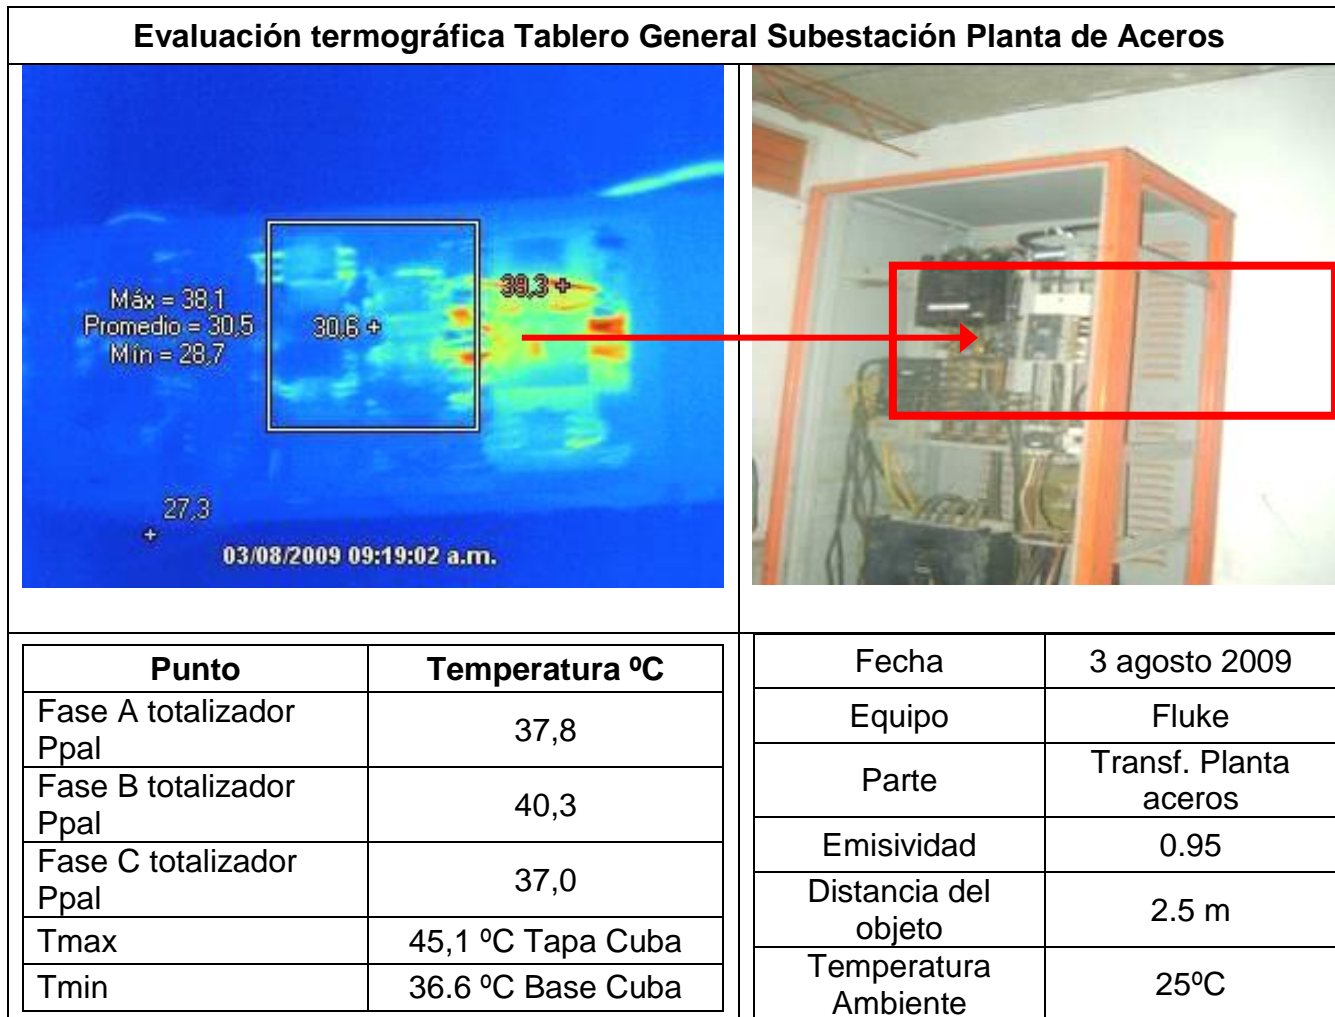 Evaluación termográfica Tablero General Subestación Planta de Aceros
Máx = 38,1
Promedio = 30,5
Mín = 28,7
30,6 +
39,3 +
27,3
+
03/08/2009 09:19:02 a.m.
Punto Temperatura ºC
Fase A totalizador
Ppal
37,8
Fase B totalizador
Ppal
40,3
Fase C totalizador
Ppal
37,0
Tmax 45,1 ºC Tapa Cuba
Tmin 36.6 ºC Base Cuba
Fecha 3 agosto 2009
Equipo Fluke
Parte
Transf. Planta
aceros
Emisividad 0.95
Distancia del
objeto
2.5 m
Temperatura
Ambiente
25ºC